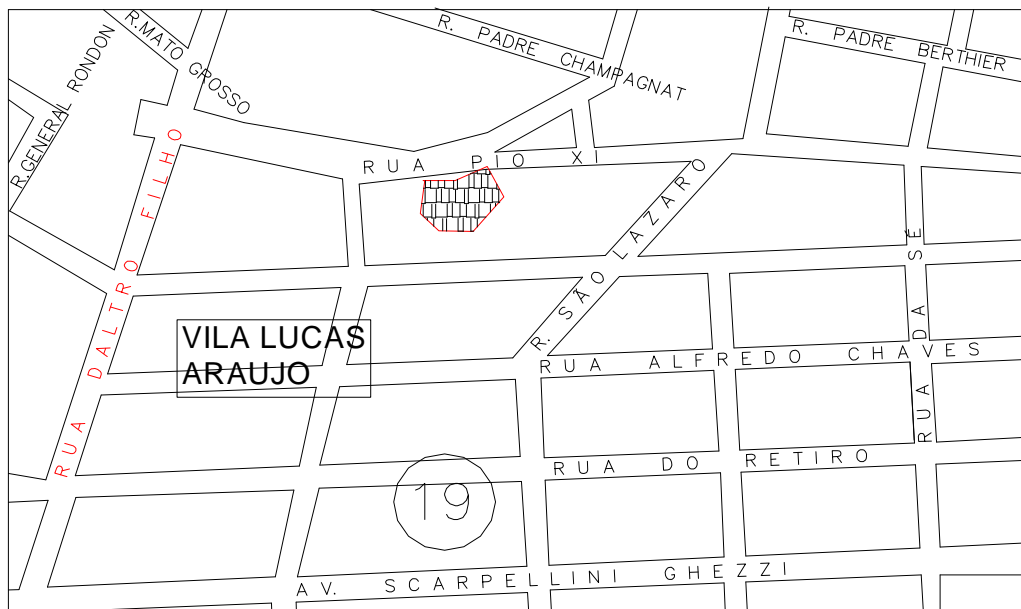 R.MATO GROSSO
R. PADRE CHAMPAGNAT
R. PADRE BERTHIER
R.GENERAL RONDON
RUA PIO XI
RUA DALTRO FILHO
R. SÃO LAZARO
RUA DA SÉ
VILA LUCAS
ARAUJO
RUA ALFREDO CHAVES
RUA DO RETIRO
19
AV. SCARPELLINI GHEZZI